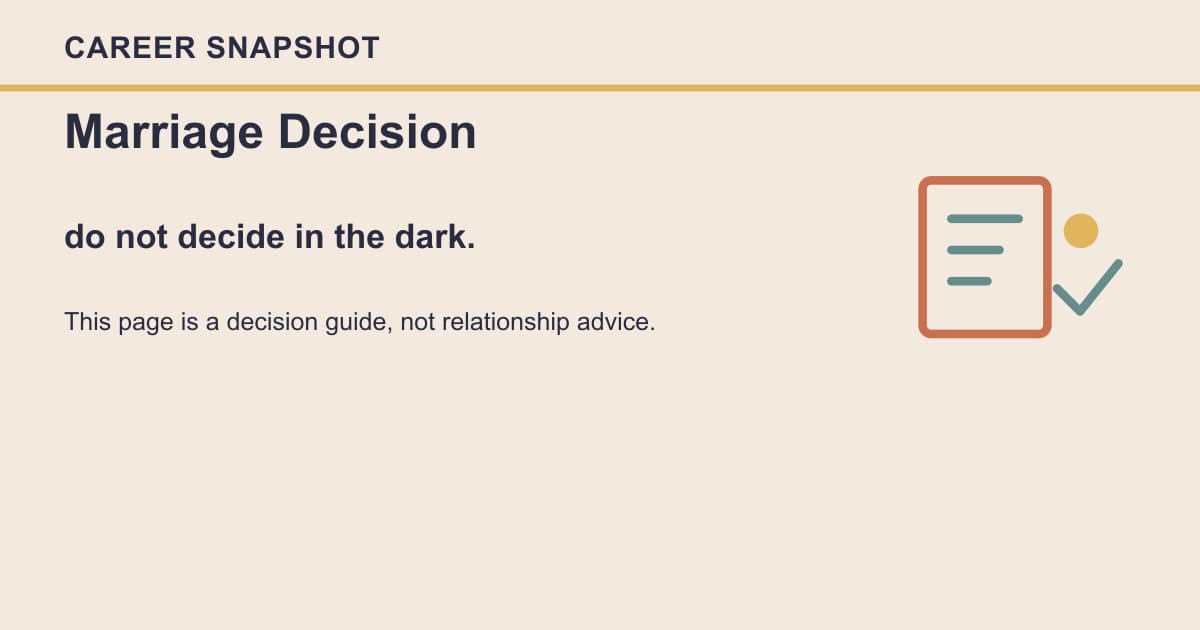 CAREER SNAPSHOT
Marriage Decision
do not decide in the dark.
This page is a decision guide, not relationship advice.